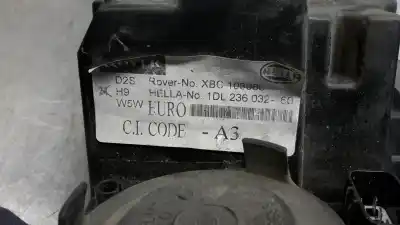 D2S Rover-No. XBC
H9 HELLA-No. 1DL 236 032-
W5W EURO
C.I. CODE - A3